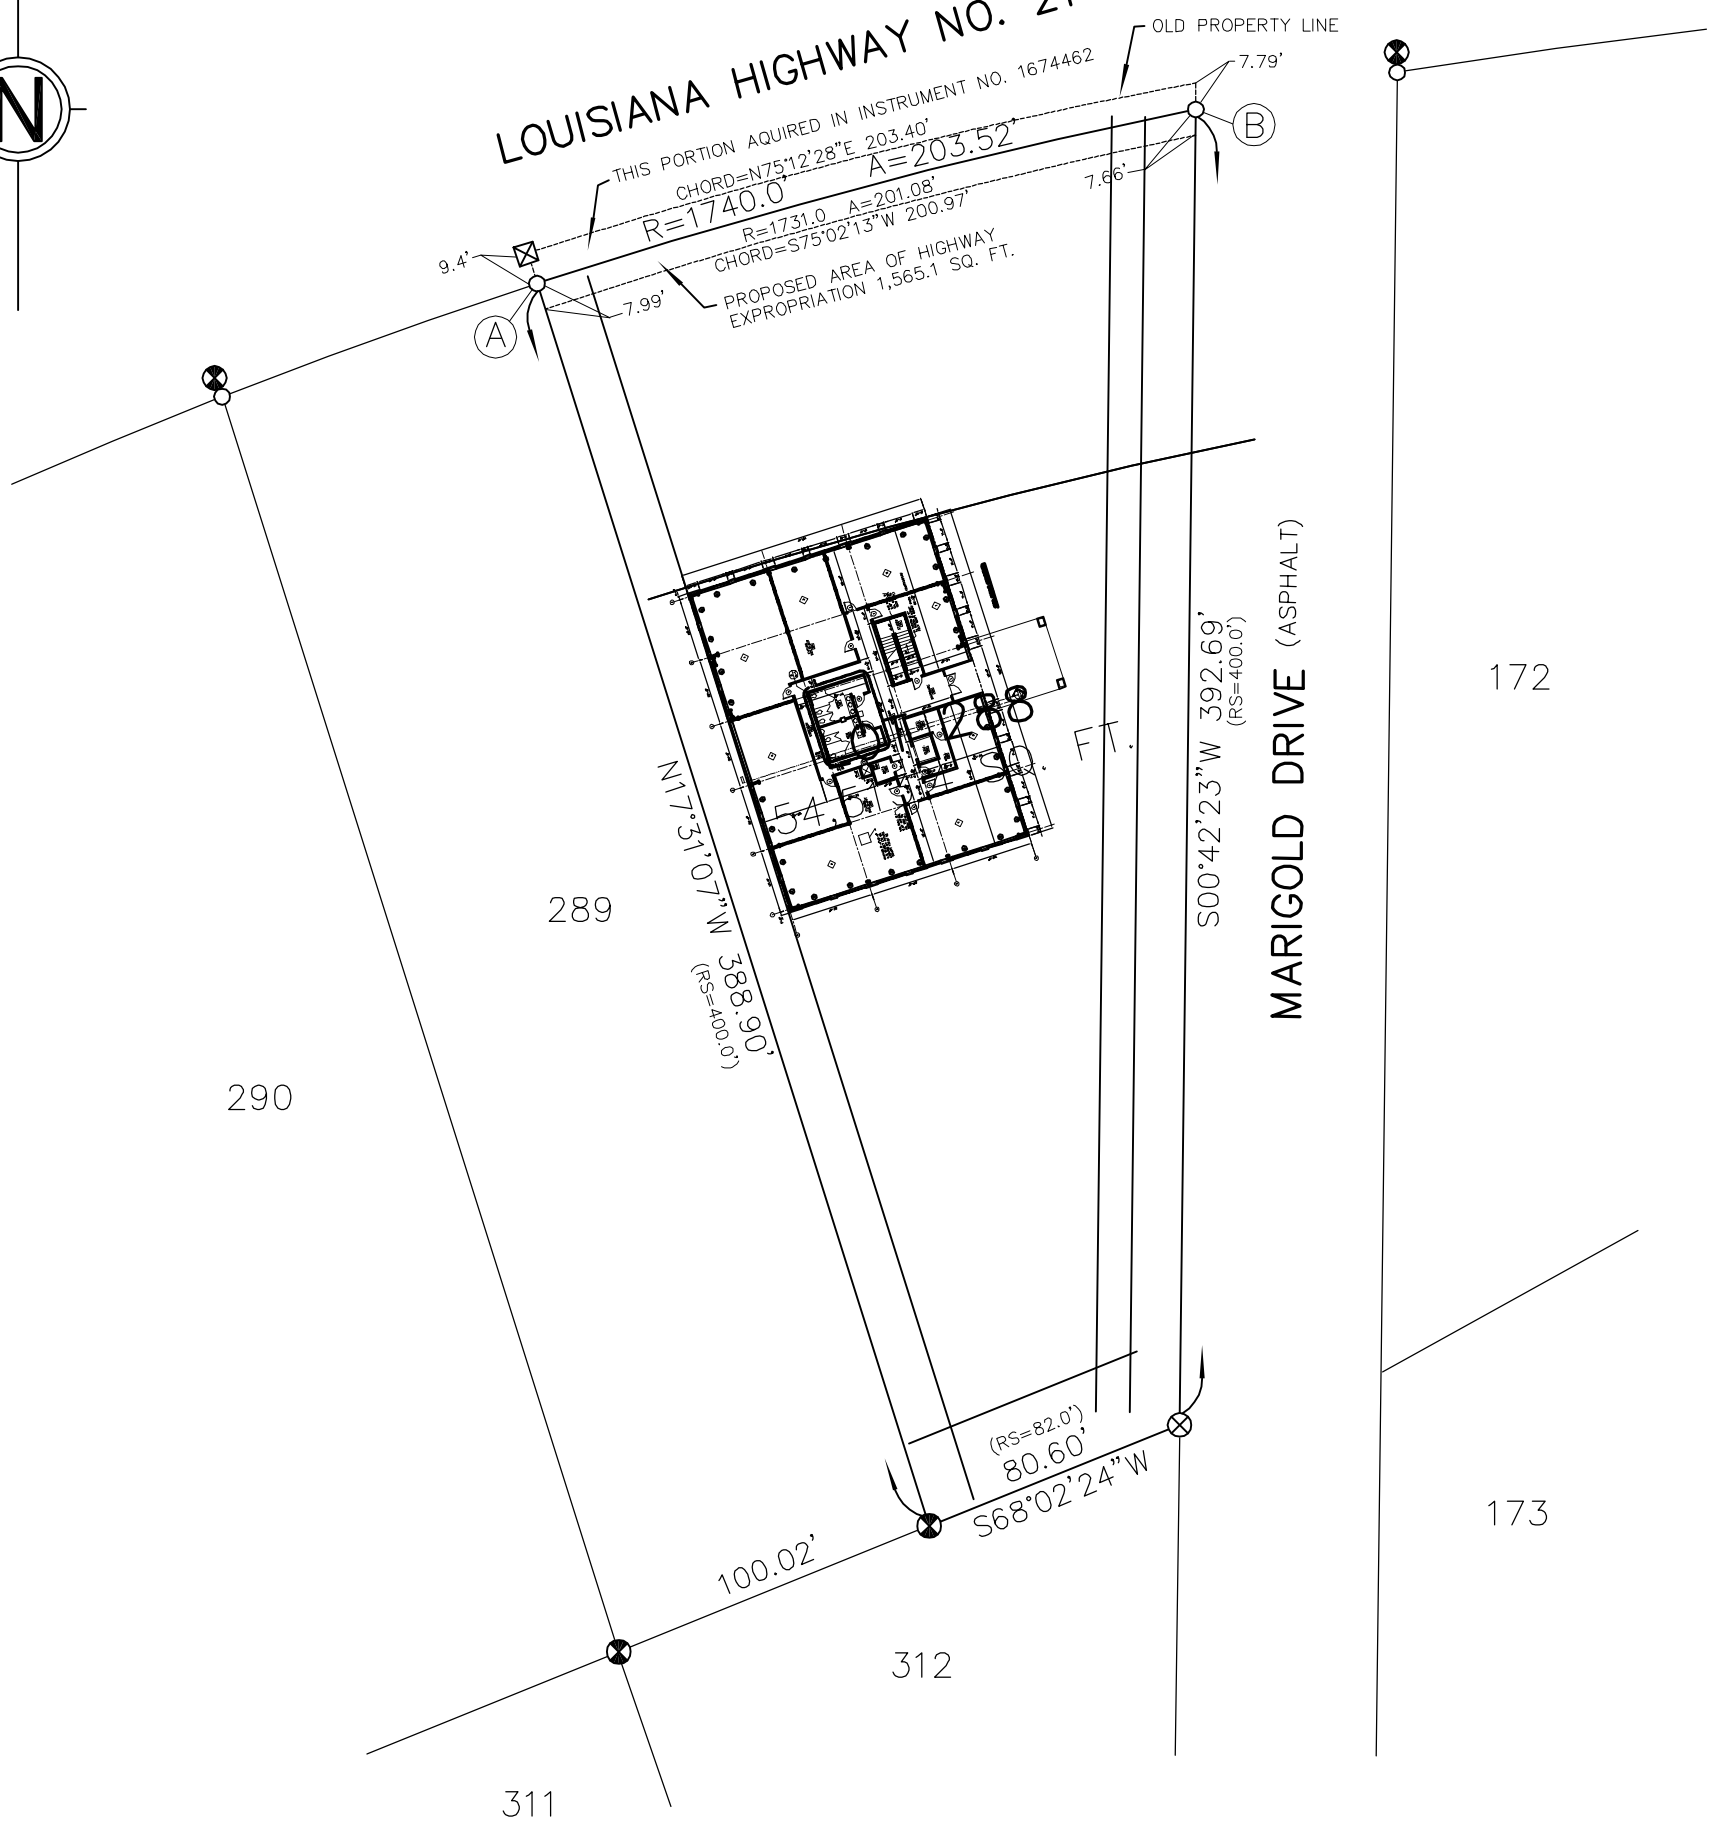 N
LOUISIANA HIGHWAY NO.
OLD PROPERTY LINE
7.79'
THIS PORTION AQUIRED IN INSTRUMENT NO. 1674462
CHORD=N75°12'28"E 203.40'
R=1740.0' A=203.52'
B
7.66'
R=1731.0 A=201.08'
CHORD=S75°02'13"W 200.97'
9.4'
PROPOSED AREA OF HIGHWAY
EXPROPRIATION 1,565.1 SQ. FT.
7.99'
A
S00°42'23"W 392.69'
(RS=400.0')
MARIGOLD DRIVE (ASPHALT)
172
FT.
N17°31'07"W 388.90'
(RS=400.0')
289
290
(RS=82.0')
80.60'
S68°02'24"W
173
100.02'
312
311